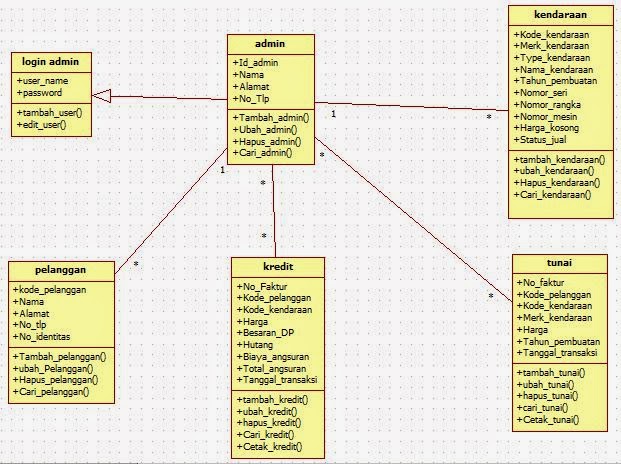 login admin
+user_name
+password
+tambah_user()
+edit_user()
admin
+Id_admin
+Nama
+Alamat
+No_Tlp
+Tambah_admin()
+Ubah_admin()
+Hapus_admin()
+Cari_admin()
kendaraan
+Kode_kendaraan
+Merk_kendaraan
+Type_kendaraan
+Nama_kendaraan
+Tahun_pembuatan
+Nomor_seri
+Nomor_rangka
+Nomor_mesin
+Harga_kosong
+Status_jual
+tambah_kendaraan()
+ubah_kendaraan()
+Hapus_kendaraan()
+Cari_kendaraan()
1
*
1
*
*
*
*
*
pelanggan
+kode_pelanggan
+Nama
+Alamat
+No_tlp
+No_identitas
+Tambah_pelanggan()
+ubah_Pelanggan()
+Hapus_pelanggan()
+Cari_pelanggan()
kredit
+No_Faktur
+Kode_pelanggan
+Kode_kendaraan
+Harga
+Besaran_DP
+Hutang
+Biaya_angsuran
+Total_angsuran
+Tanggal_transaksi
+tambah_kredit()
+ubah_kredit()
+hapus_kredit()
+Cari_kredit()
+Cetak_kredit()
tunai
+No_faktur
+Kode_pelanggan
+Kode_kendaraan
+Merk_kendaraan
+Harga
+Tahun_pembuatan
+Tanggal_transaksi
+tambah_tunai()
+ubah_tunai()
+hapus_tunai()
+cari_tunai()
+Cetak_tunai()